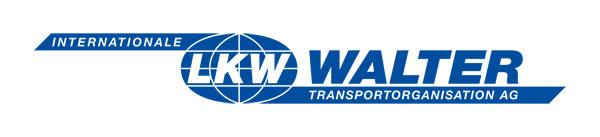 INTERNATIONALE
LKW WALTER
TRANSPORTORGANISATION AG